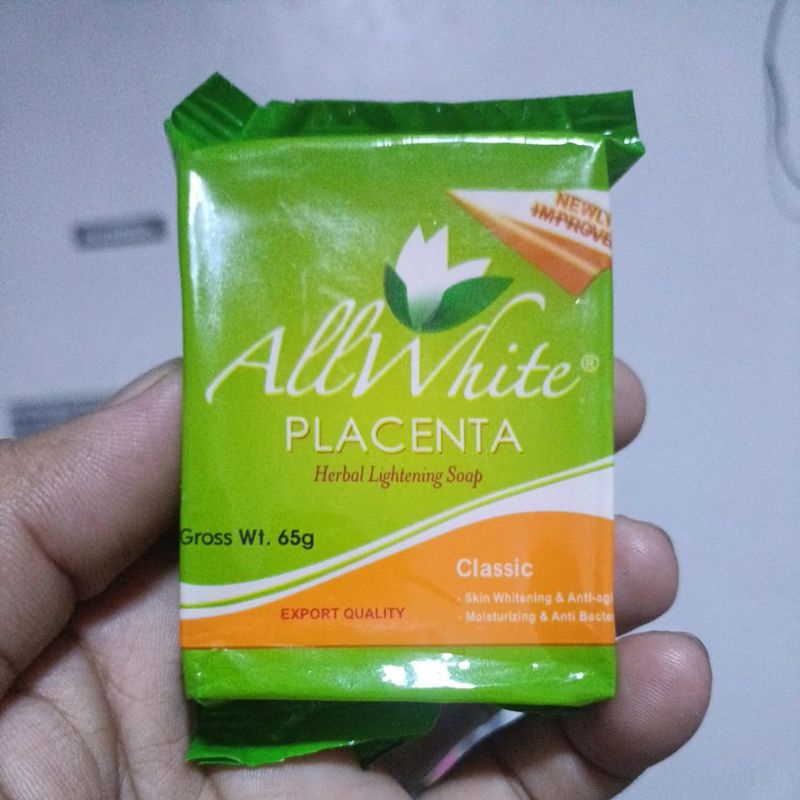 NEWLY
IMPROVE
AllWhite®
PLACENTA
Herbal Lightening Soap
Gross Wt. 65g
Classic
- Skin Whitening & Anti-agi
- Moisturizing & Anti Bacte
EXPORT QUALITY